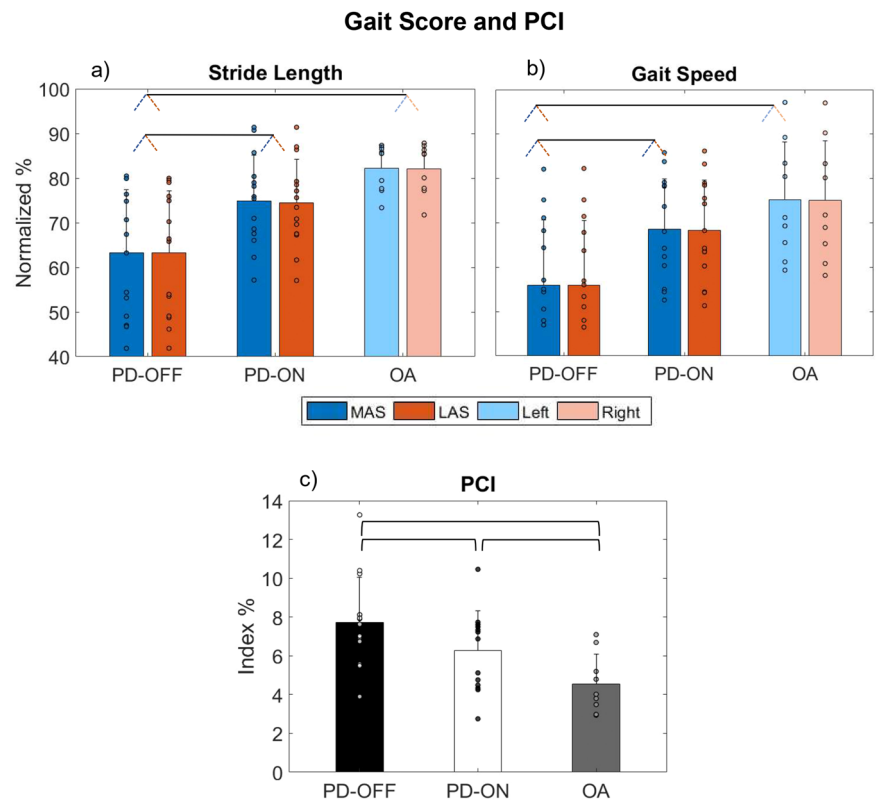 Gait Score and PCI
a)
Stride Length
b)
Gait Speed
Normalized %
100
90
80
70
60
50
40
PD-OFF
PD-ON
OA
PD-OFF
PD-ON
OA
MAS
LAS
Left
Right
c)
PCI
Index %
14
12
10
8
6
4
2
0
PD-OFF
PD-ON
OA